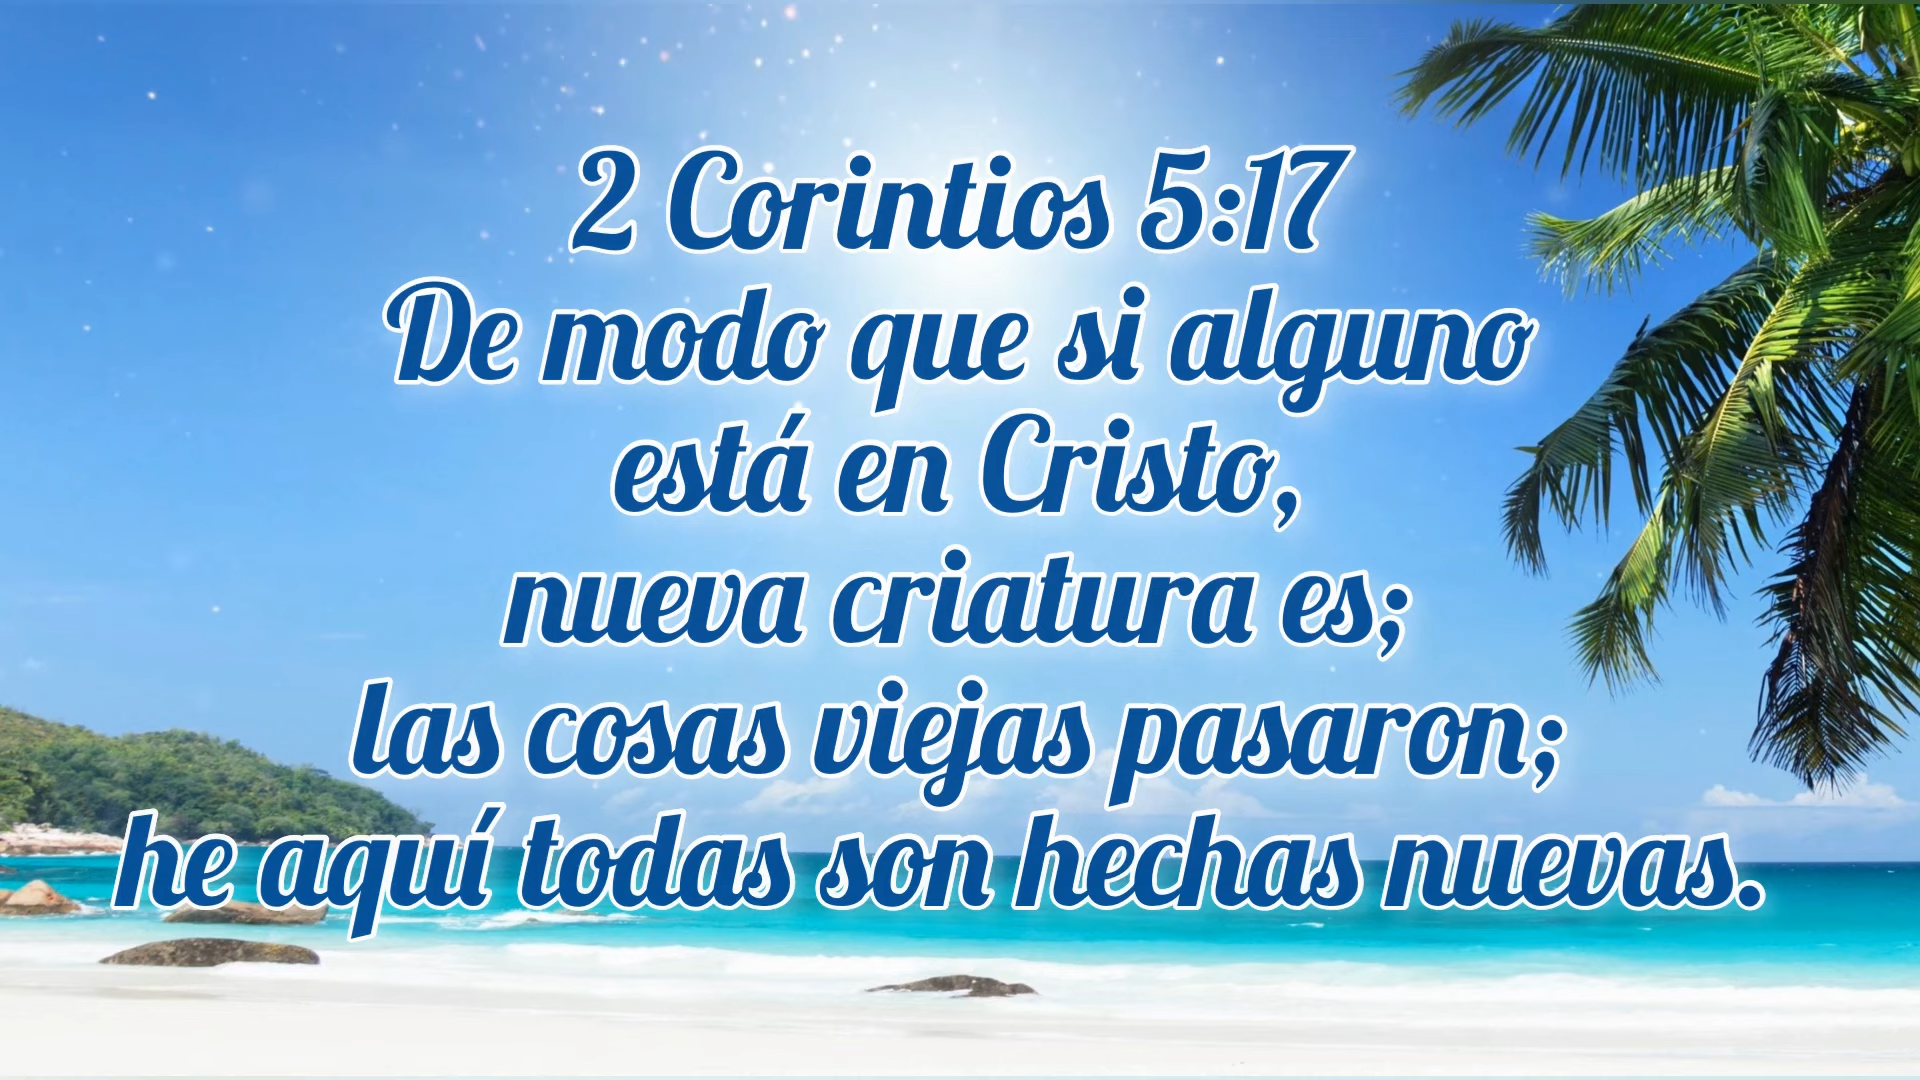 2 Corintios 5:17
De modo que si alguno
está en Cristo,
nueva criatura es;
las cosas viejas pasaron;
he aquí todas son hechas nuevas.